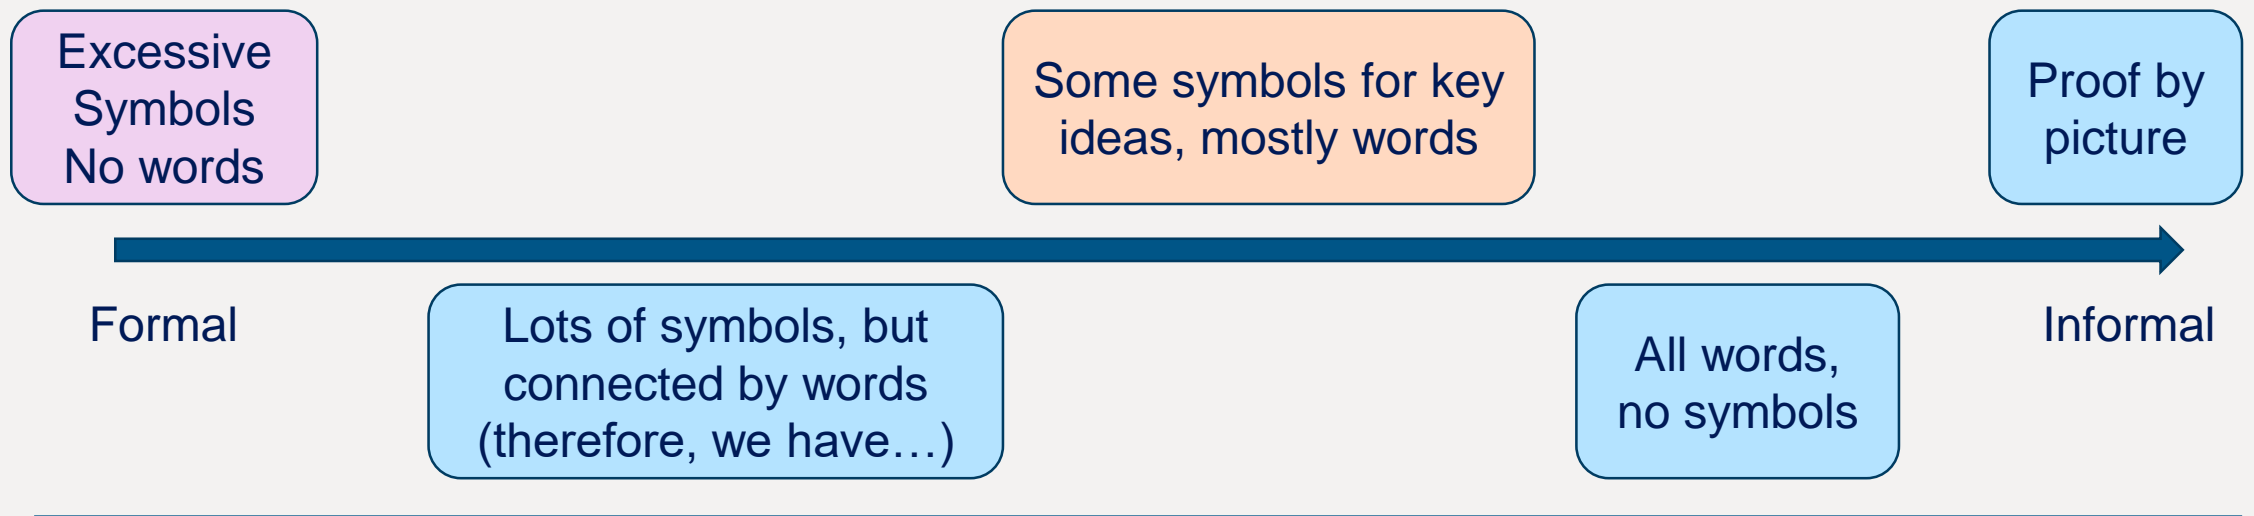 Excessive
Symbols
No words
Some symbols for key
ideas, mostly words
Proof by
picture
Formal
Lots of symbols, but
connected by words
(therefore, we have…)
All words,
no symbols
Informal